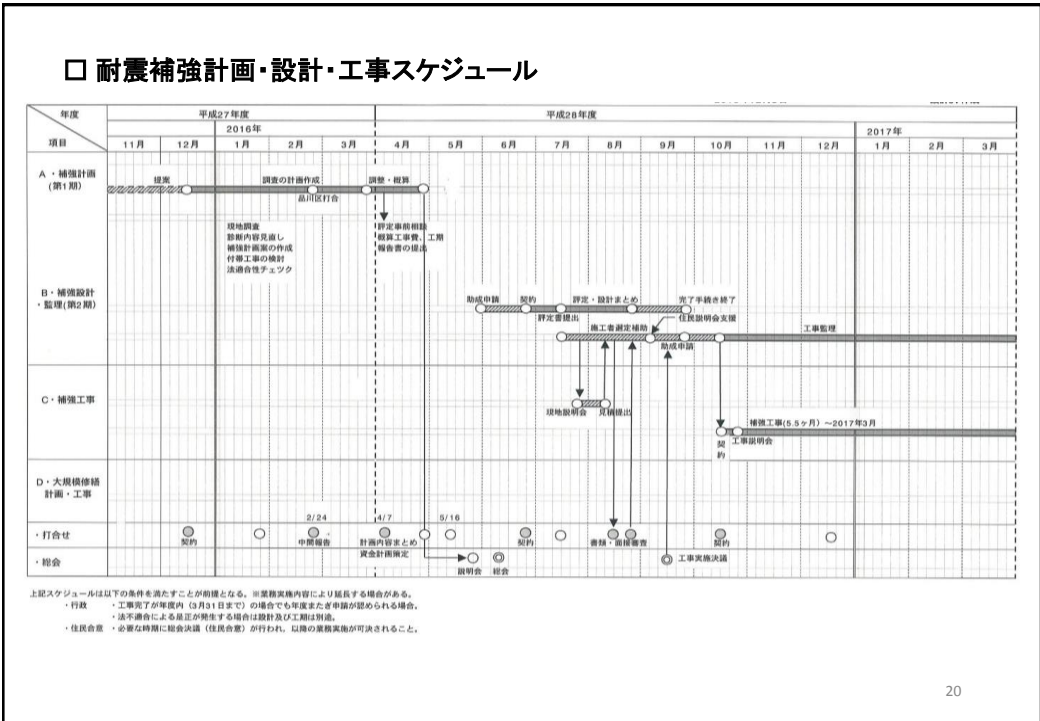 □ 耐震補強計画・設計・工事スケジュール
年度
平成27年度
平成28年度
2016年
2017年
項目
11月
12月
1月
2月
3月
4月
5月
6月
7月
8月
9月
10月
11月
12月
1月
2月
3月
A・補強計画
(第1期)
提案
調査の計画作成
調整・概算
品川区打合
現地調査
診断内容見直し
補強計画案の作成
付帯工事の検討
法適合性チェック
評定事前相談
概算工事費、工期
報告書の提出
B・補強設計
・監理(第2期)
助成申請
契約
評定・設計まとめ
完了手続き終了
評定書提出
住民説明会支援
施工者選定補助
工事監理
助成申請
C・補強工事
現地説明会
見積提出
補強工事(5.5ヶ月)～2017年3月
契約
工事説明会
D・大規模修繕
計画・工事
2/24
4/7
5/16
・打合せ
契約
中間報告
計画内容まとめ
資金計画策定
契約
書類・面接審査
契約
・総会
説明会
総会
工事実施決議
上記スケジュールは以下の条件を満たすことが前提となる。※業務実施内容により延長する場合がある。
・行政 ・工事完了が年度内（3月31日まで）の場合でも年度またぎ申請が認められる場合。
・法不適合による是正が発生する場合は設計及び工期は別途。
・住民合意 ・必要な時期に総会決議（住民合意）が行われ、以降の業務実施が可決されること。
20